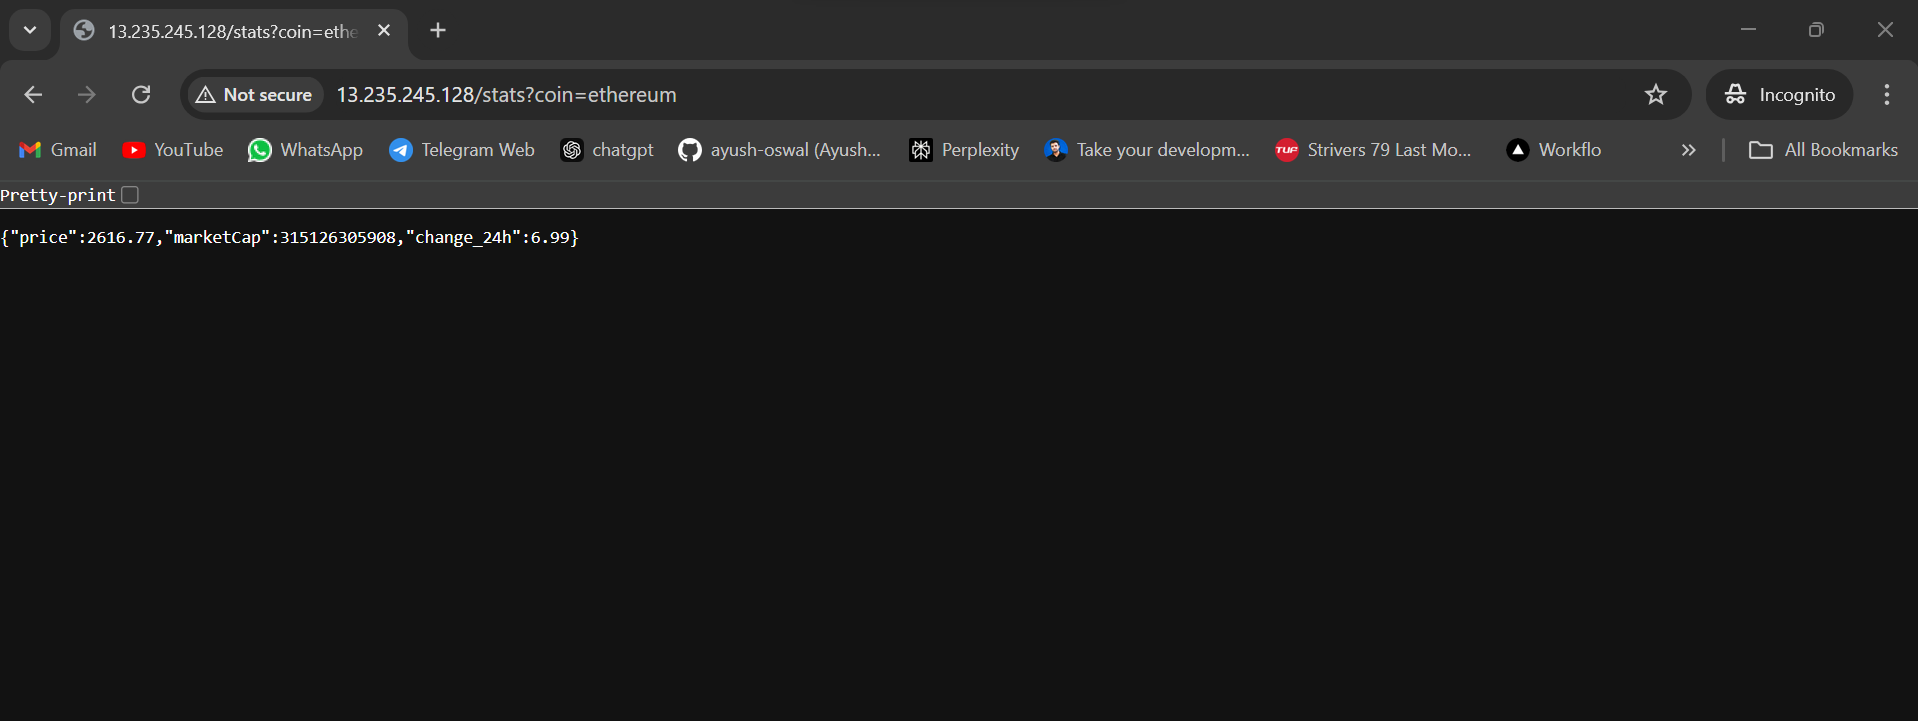 13.235.245.128/stats?coin=ethe
Not secure 13.235.245.128/stats?coin=ethereum Incognito
Gmail YouTube WhatsApp Telegram Web chatgpt ayush-oswal (Ayush... Perplexity Take your developm... TUF Strivers 79 Last Mo... Workflo » All Bookmarks
Pretty-print
{"price":2616.77,"marketCap":315126305908,"change_24h":6.99}